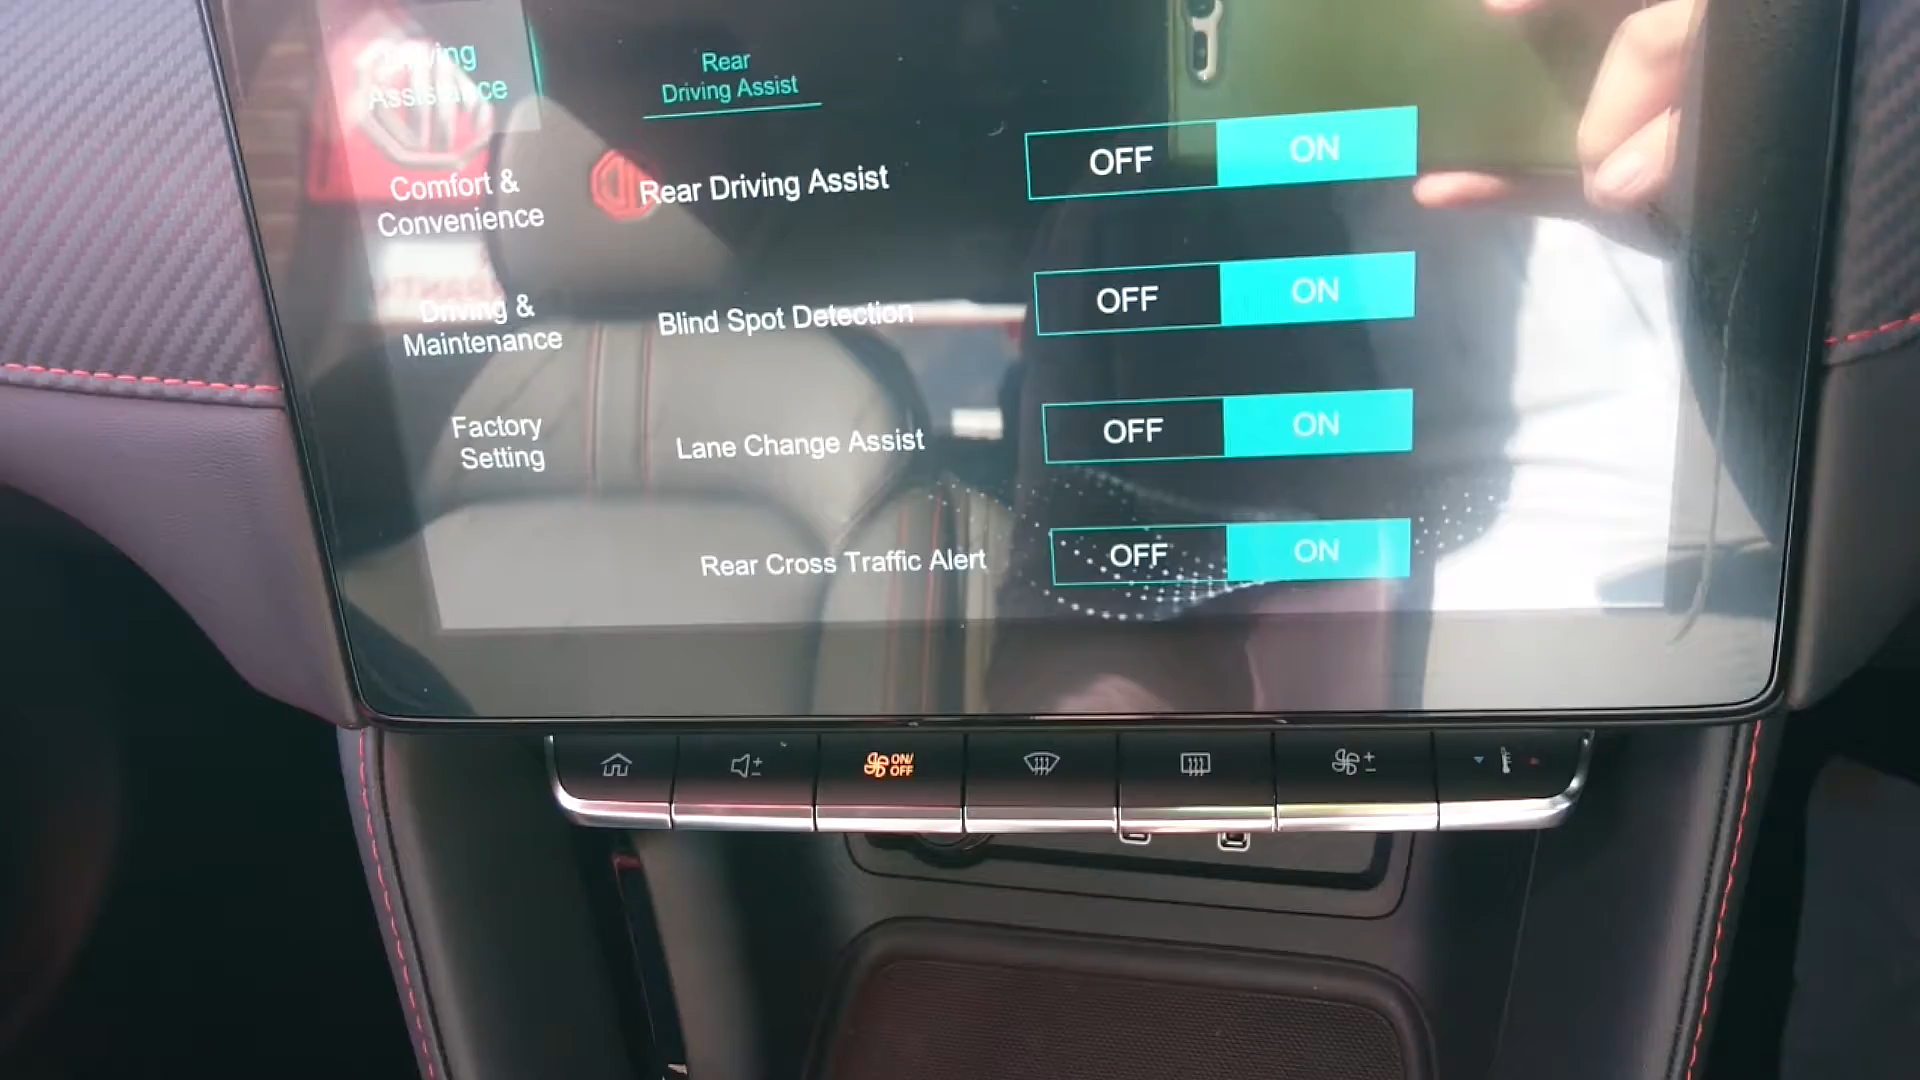 Driving
Assistance
Rear
Driving Assist
Comfort &
Convenience
Rear Driving Assist
OFF
ON
Driving &
Maintenance
Blind Spot Detection
OFF
ON
Factory
Setting
Lane Change Assist
OFF
ON
Rear Cross Traffic Alert
OFF
ON
ON/
OFF